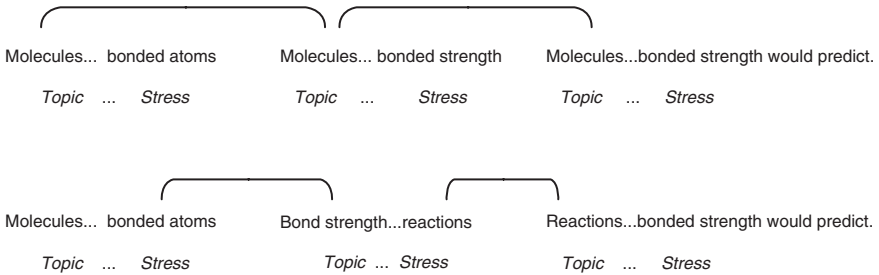 Molecules... bonded atoms Molecules... bonded strength Molecules...bonded strength would predict.
Topic ... Stress Topic ... Stress Topic ... Stress
Molecules... bonded atoms Bond strength...reactions Reactions...bonded strength would predict.
Topic ... Stress Topic ... Stress Topic ... Stress